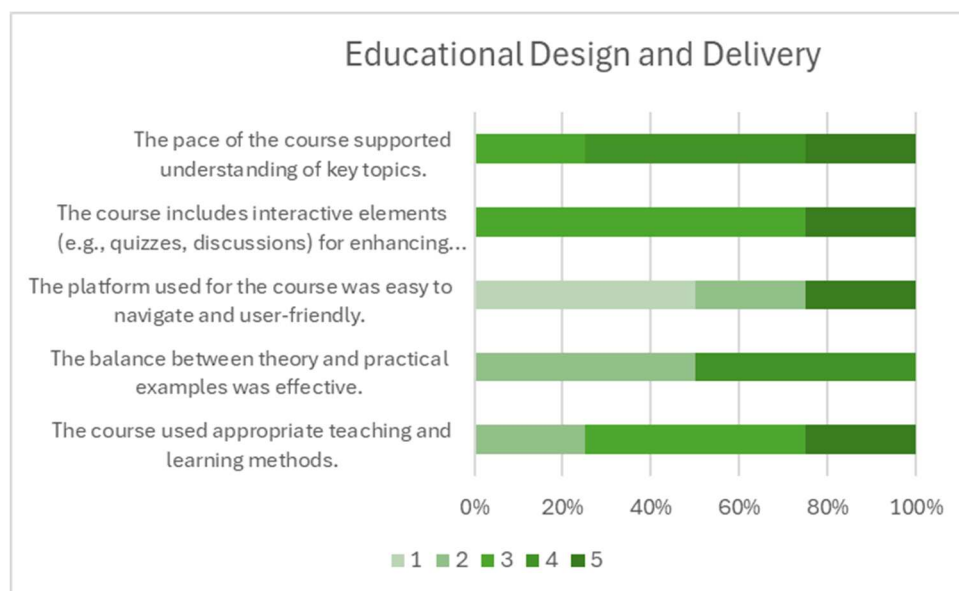 Educational Design and Delivery
The pace of the course supported
understanding of key topics.
The course includes interactive elements
(e.g., quizzes, discussions) for enhancing...
The platform used for the course was easy to
navigate and user-friendly.
The balance between theory and practical
examples was effective.
The course used appropriate teaching and
learning methods.
0% 20% 40% 60% 80% 100%
1 2 3 4 5